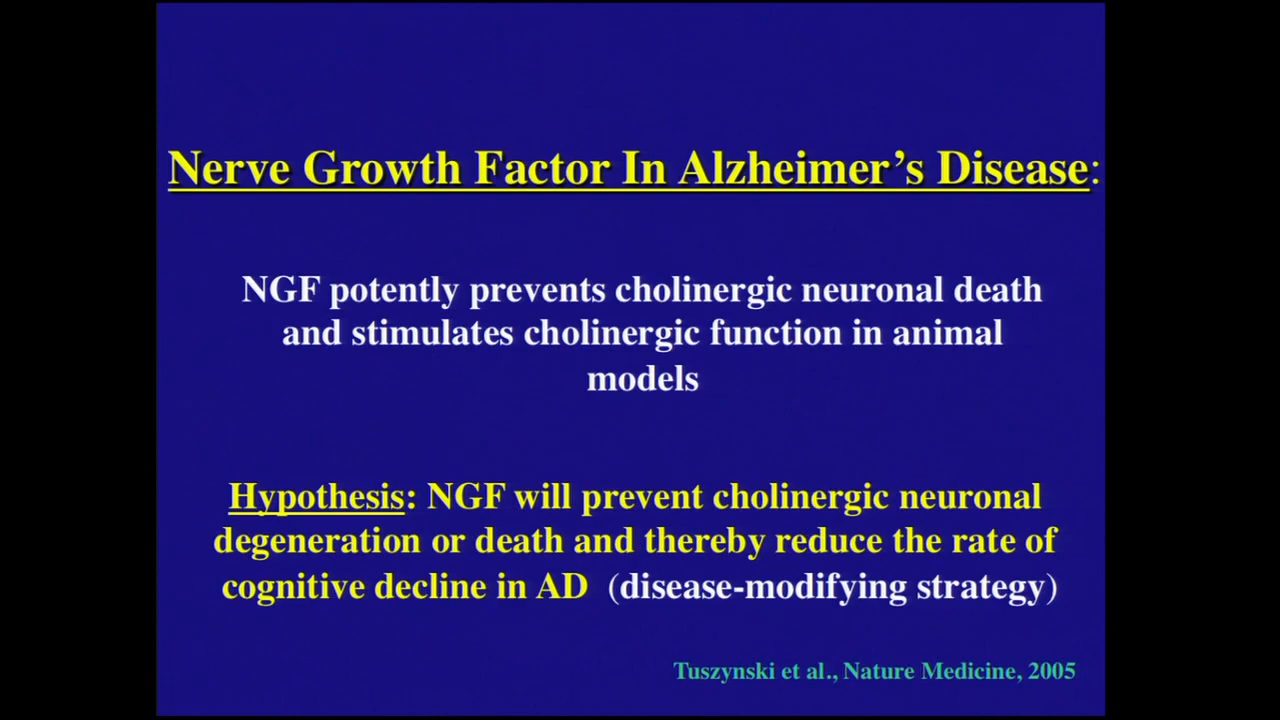 Nerve Growth Factor In Alzheimer’s Disease:
NGF potently prevents cholinergic neuronal death
and stimulates cholinergic function in animal
models
Hypothesis: NGF will prevent cholinergic neuronal
degeneration or death and thereby reduce the rate of
cognitive decline in AD (disease-modifying strategy)
Tuszynski et al., Nature Medicine, 2005